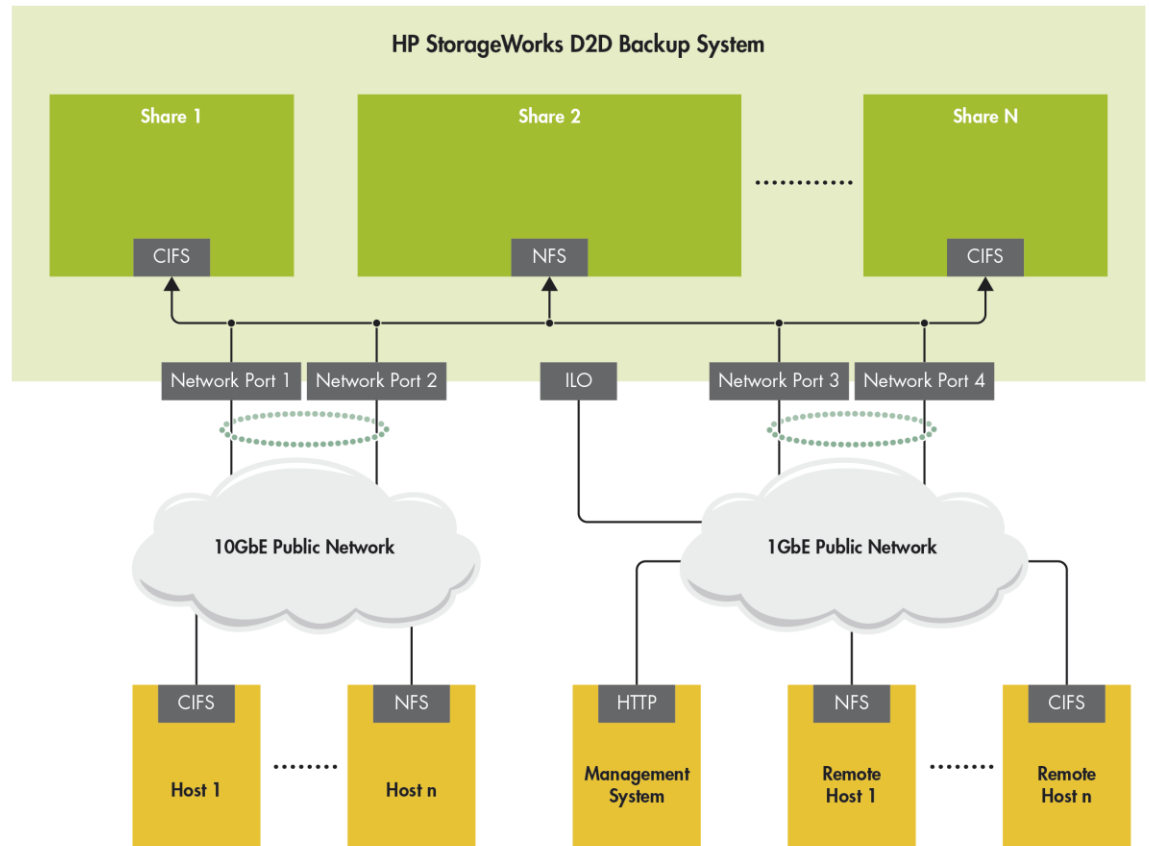 HP StorageWorks D2D Backup System
Share 1
Share 2
Share N
CIFS
NFS
CIFS
Network Port 1
Network Port 2
ILO
Network Port 3
Network Port 4
10GbE Public Network
1GbE Public Network
CIFS
NFS
HTTP
NFS
CIFS
Host 1
Host n
Management
System
Remote
Host 1
Remote
Host n